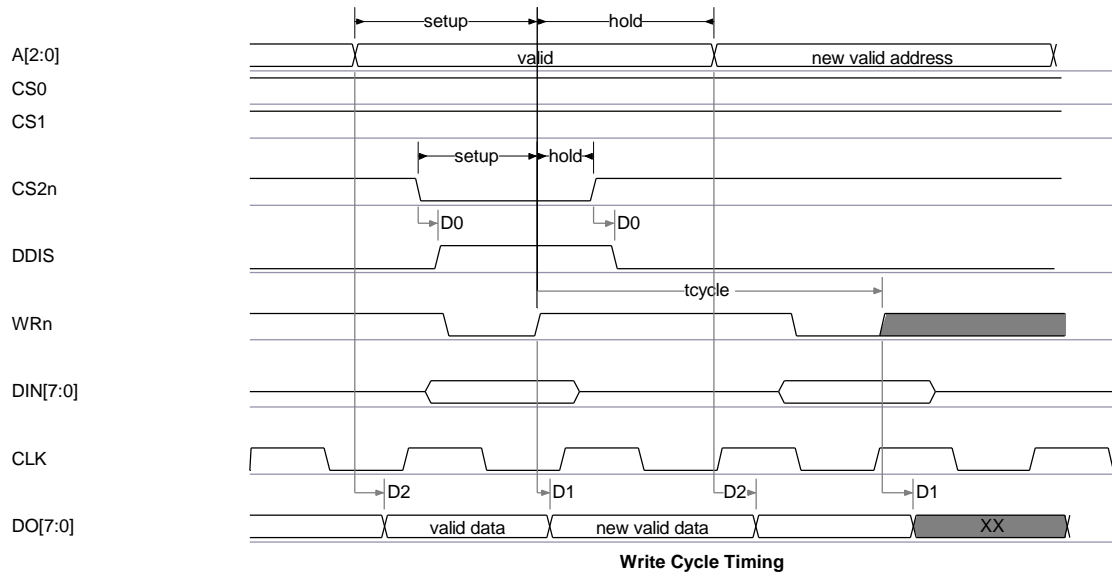 setup hold
A[2:0] valid new valid address
CS0
CS1
setup hold
CS2n
D0 D0
DDIS
tcycle
WRn
DIN[7:0]
CLK
D2 D1 D2 D1
DO[7:0] valid data new valid data XX
Write Cycle Timing